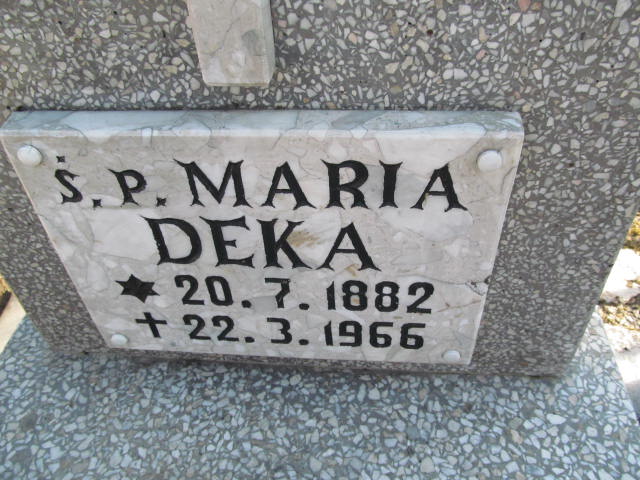 Ś.P. MARIA
DEKA
★ 20.7.1882
✝ 22.3.1966